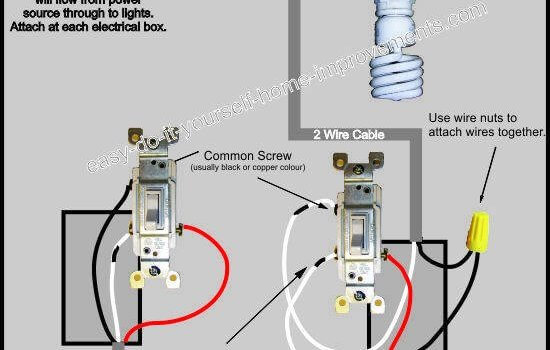 will flow from power
source through to lights.
Attach at each electrical box.
easy-do-it-yourself-home-improvements.com
Use wire nuts to
attach wires together.
2 Wire Cable
Common Screw
(usually black or copper colour)